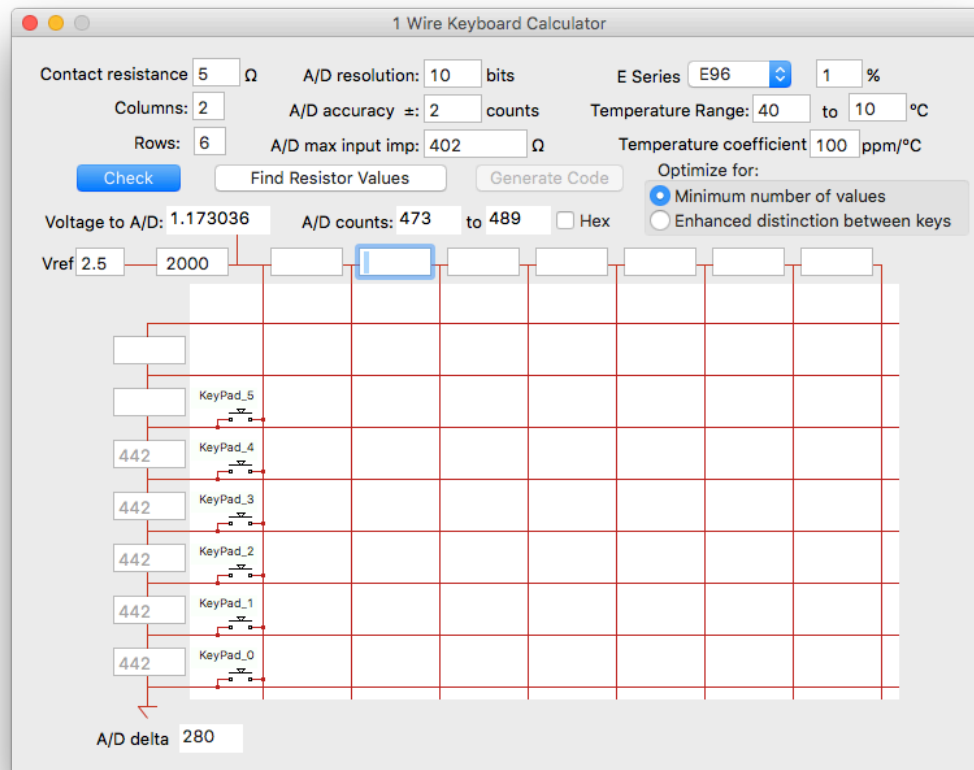 1 Wire Keyboard Calculator
Contact resistance 5 Ω A/D resolution: 10 bits E Series E96 1 %
Columns: 2 A/D accuracy ±: 2 counts Temperature Range: 40 to 10 ºC
Rows: 6 A/D max input imp: 402 Ω Temperature coefficient 100 ppm/ºC
Check Find Resistor Values Generate Code Optimize for:
Minimum number of values
Voltage to A/D: 1.173036 A/D counts: 473 to 489 Hex Enhanced distinction between keys
Vref 2.5 2000
KeyPad_5
442 KeyPad_4
442 KeyPad_3
442 KeyPad_2
442 KeyPad_1
442 KeyPad_0
A/D delta 280